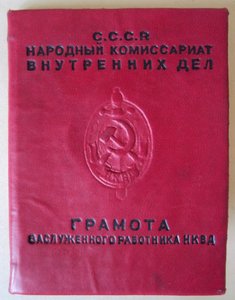 С.С.С.Р.
НАРОДНЫЙ КОМИССАРИАТ
ВНУТРЕННИХ ДЕЛ
ГРАМОТА
ЗАСЛУЖЕННОГО РАБОТНИКА НКВД